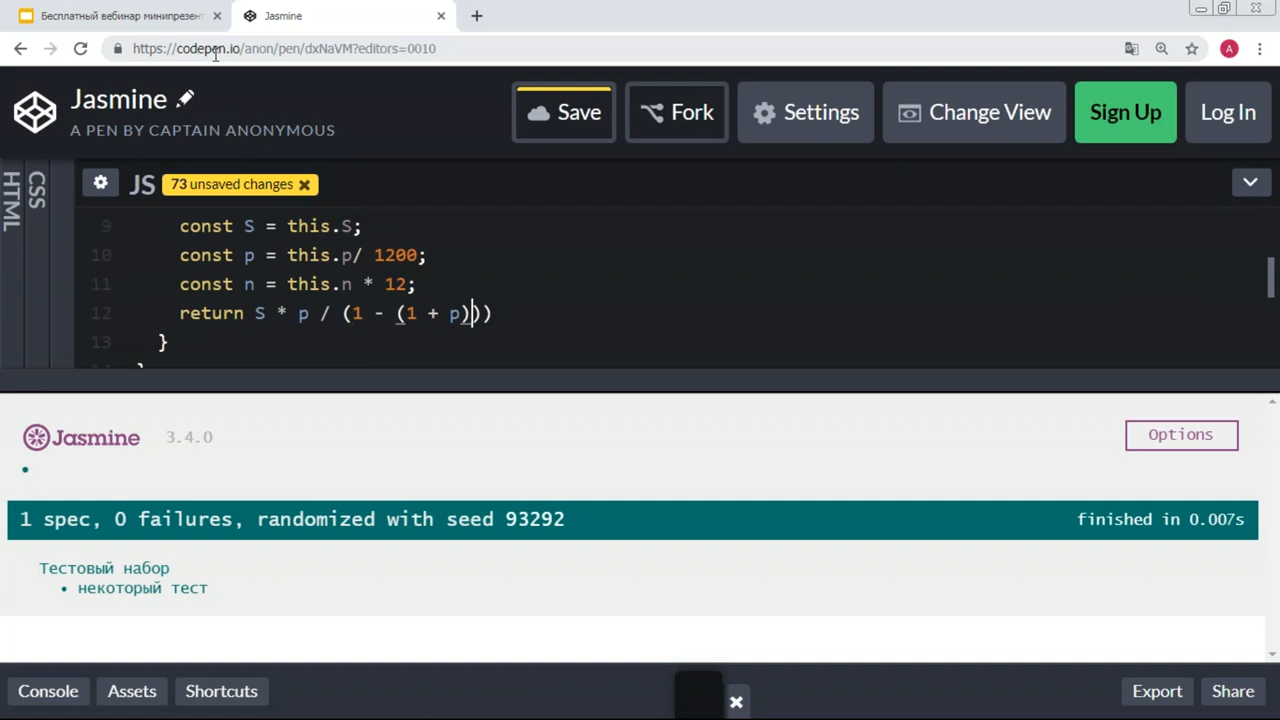 Бесплатный вебинар минипрезент
Jasmine
https://codepen.io/anon/pen/dxNaVM?editors=0010
A
Jasmine
A PEN BY CAPTAIN ANONYMOUS
Save
Fork
Settings
Change View
Sign Up
Log In
HTML
CSS
JS
73 unsaved changes
9 const S = this.S;
10 const p = this.p/ 1200;
11 const n = this.n * 12;
12 return S * p / (1 - (1 + p)))
13 }
Jasmine 3.4.0
Options
•
1 spec, 0 failures, randomized with seed 93292
finished in 0.007s
Тестовый набор
• некоторый тест
Console
Assets
Shortcuts
Export
Share